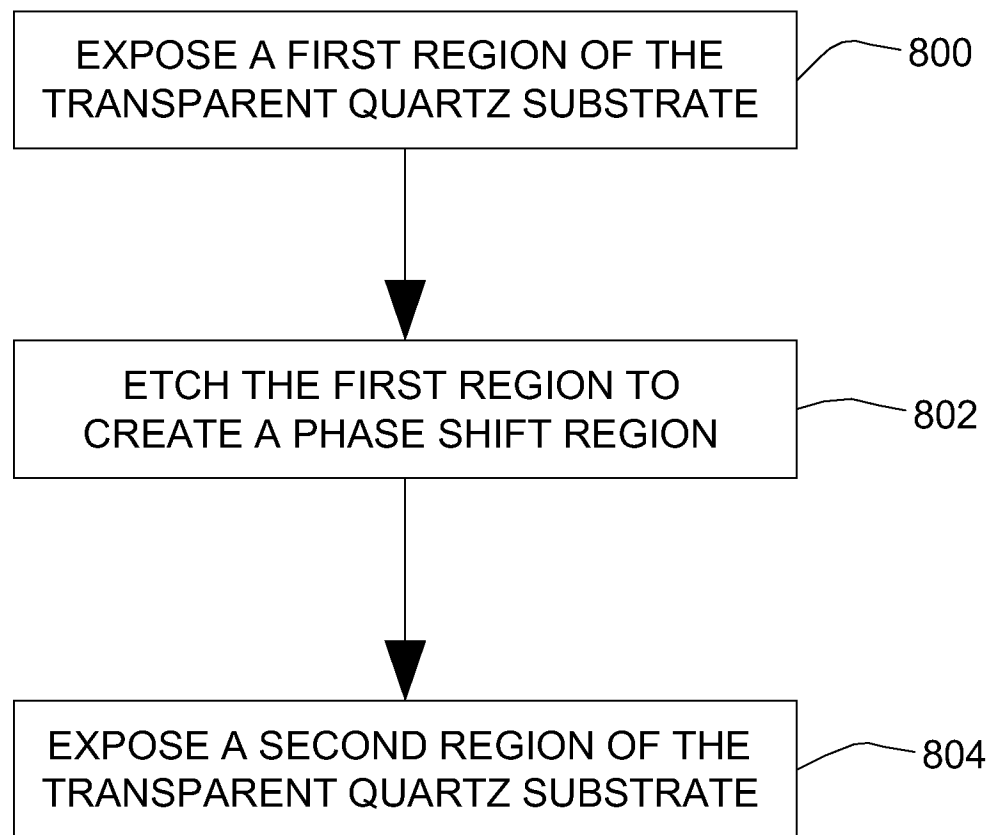 EXPOSE A FIRST REGION OF THE
TRANSPARENT QUARTZ SUBSTRATE
800
ETCH THE FIRST REGION TO
CREATE A PHASE SHIFT REGION
802
EXPOSE A SECOND REGION OF THE
TRANSPARENT QUARTZ SUBSTRATE
804